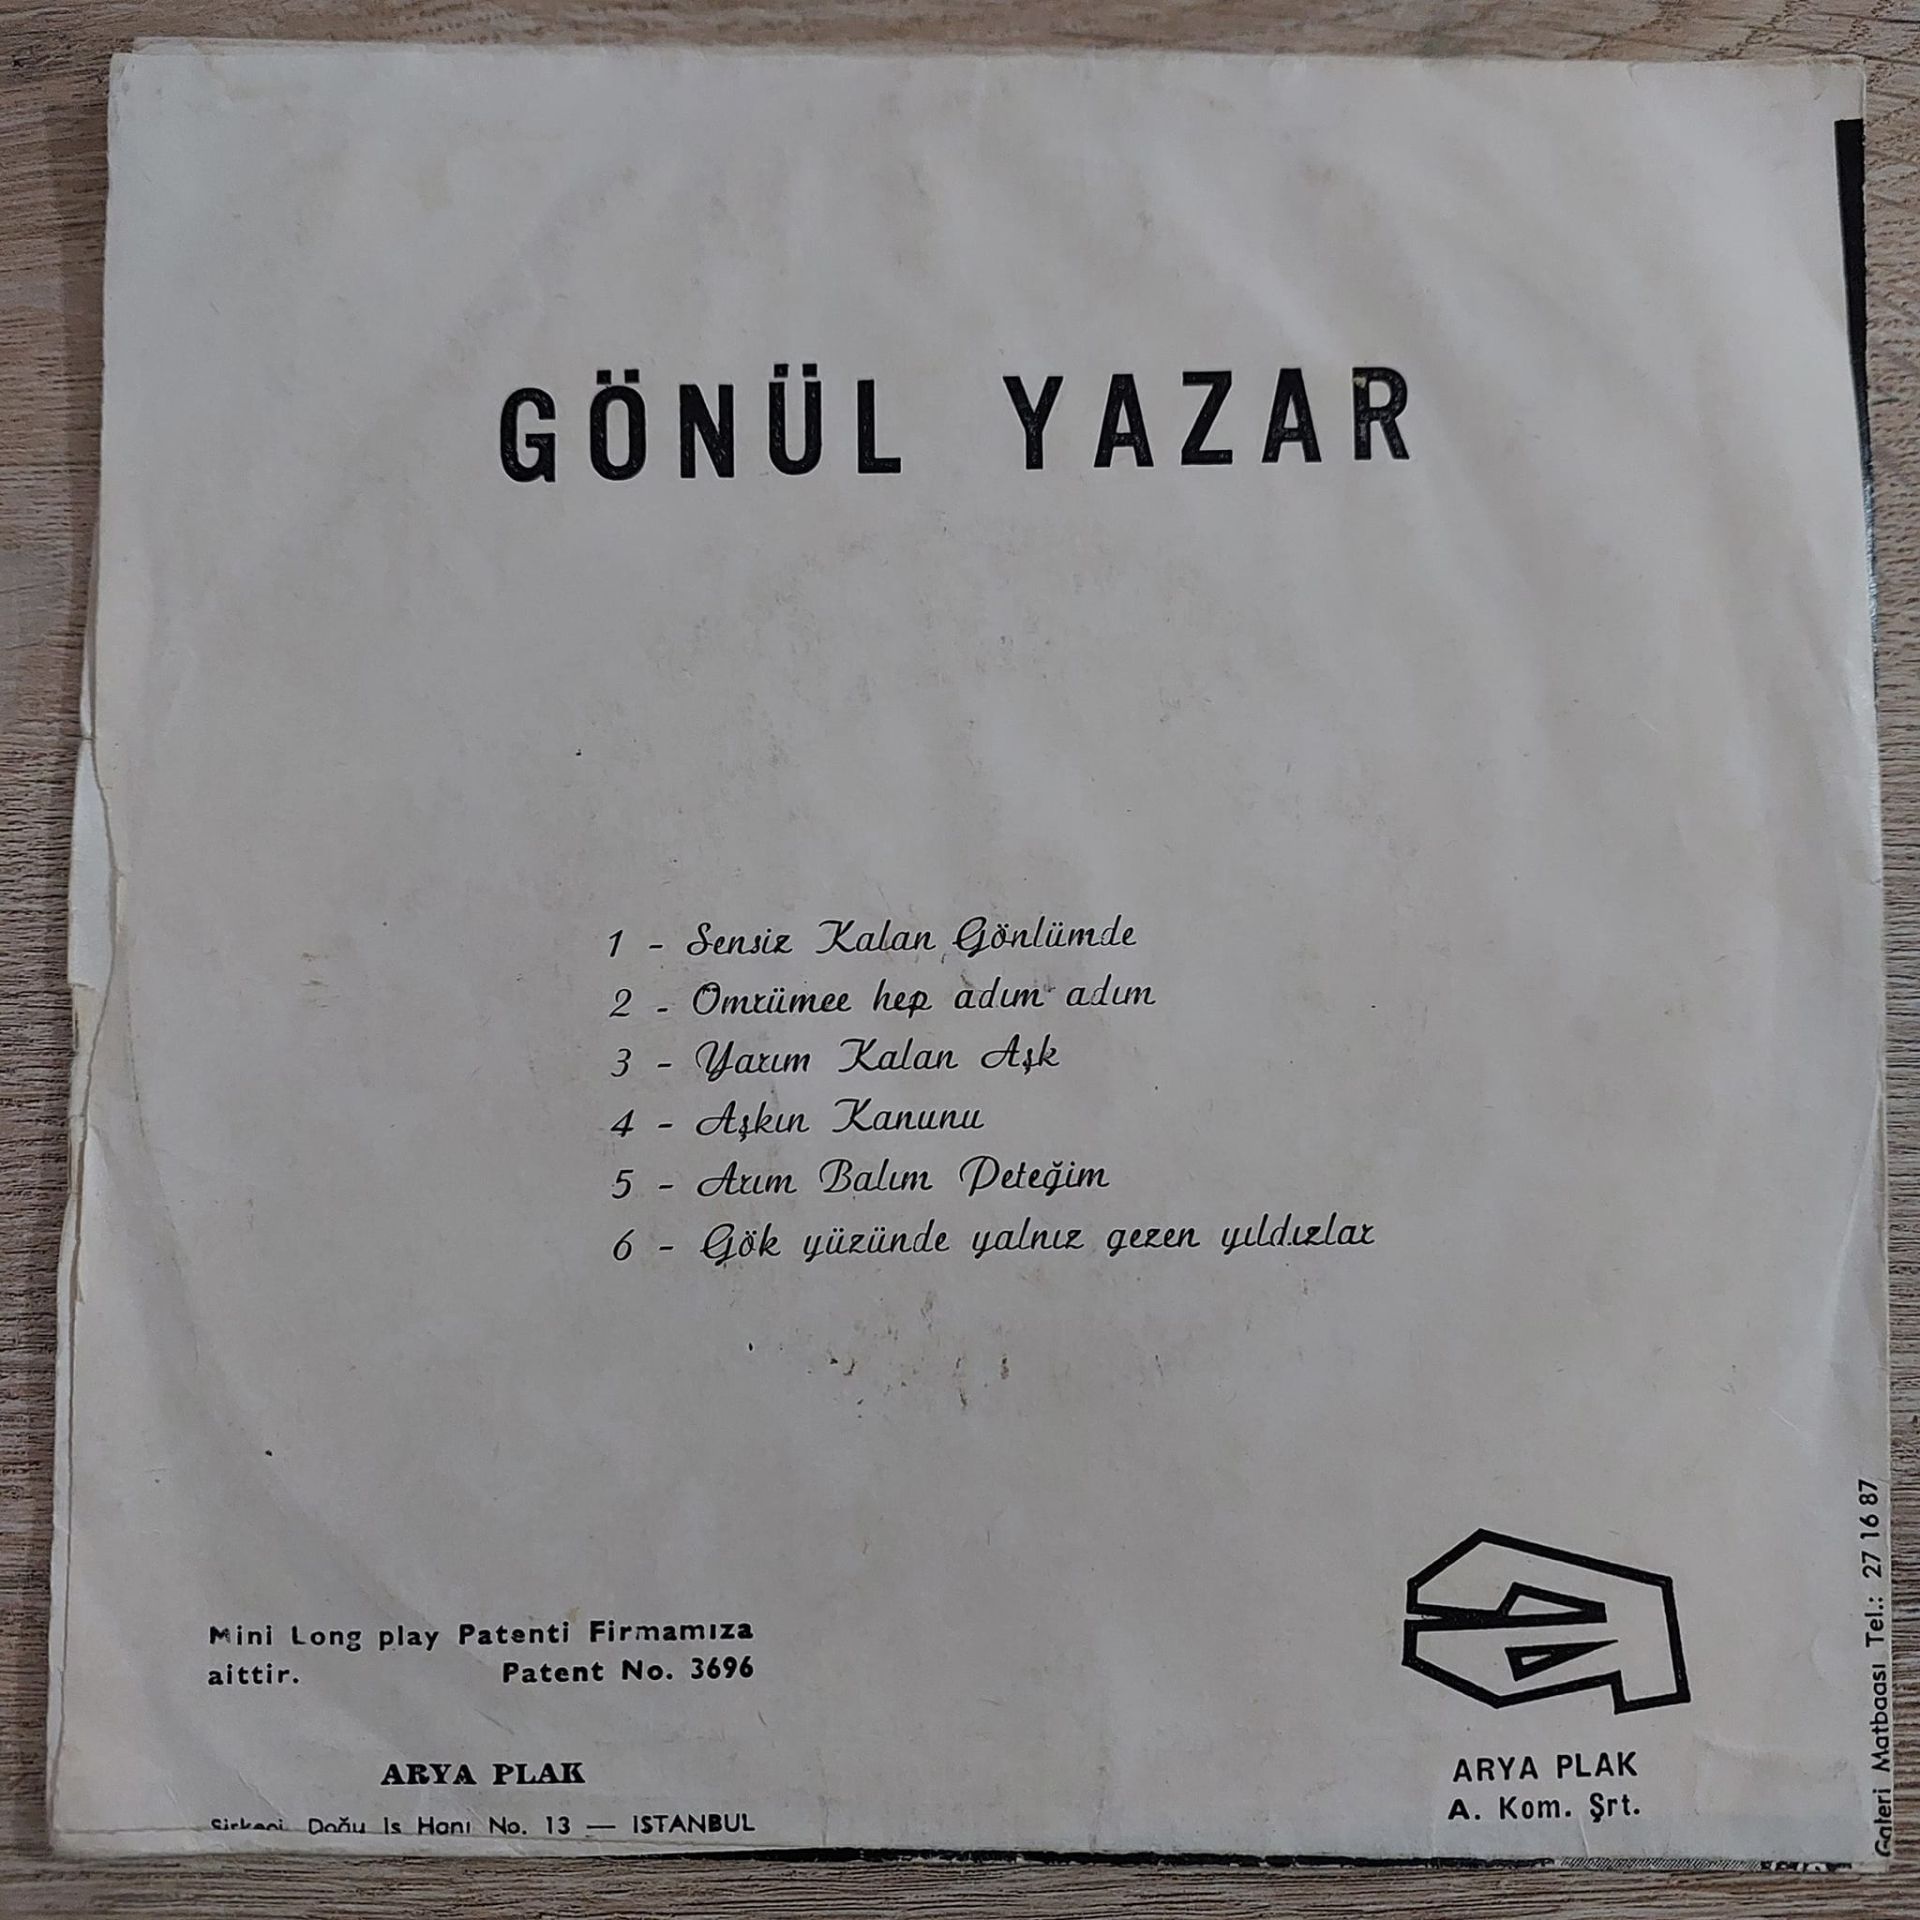 GÖNÜL YAZAR
1 - Sensiz Kalan Gönlümde
2 - Omrümee hep adım adım
3 - Yarım Kalan Aşk
4 - Aşkın Kanunu
5 - Arım Balım Peteğim
6 - Gök yüzünde yalnız gezen yıldızlar
Mini Long play Patenti Firmamıza
aittir. Patent No. 3696
ARYA PLAK
Sirkeci Doğu Is Hanı No. 13 — ISTANBUL
ARYA PLAK
A. Kom. Şrt.
Galeri Matbaası Tel.: 27 16 87